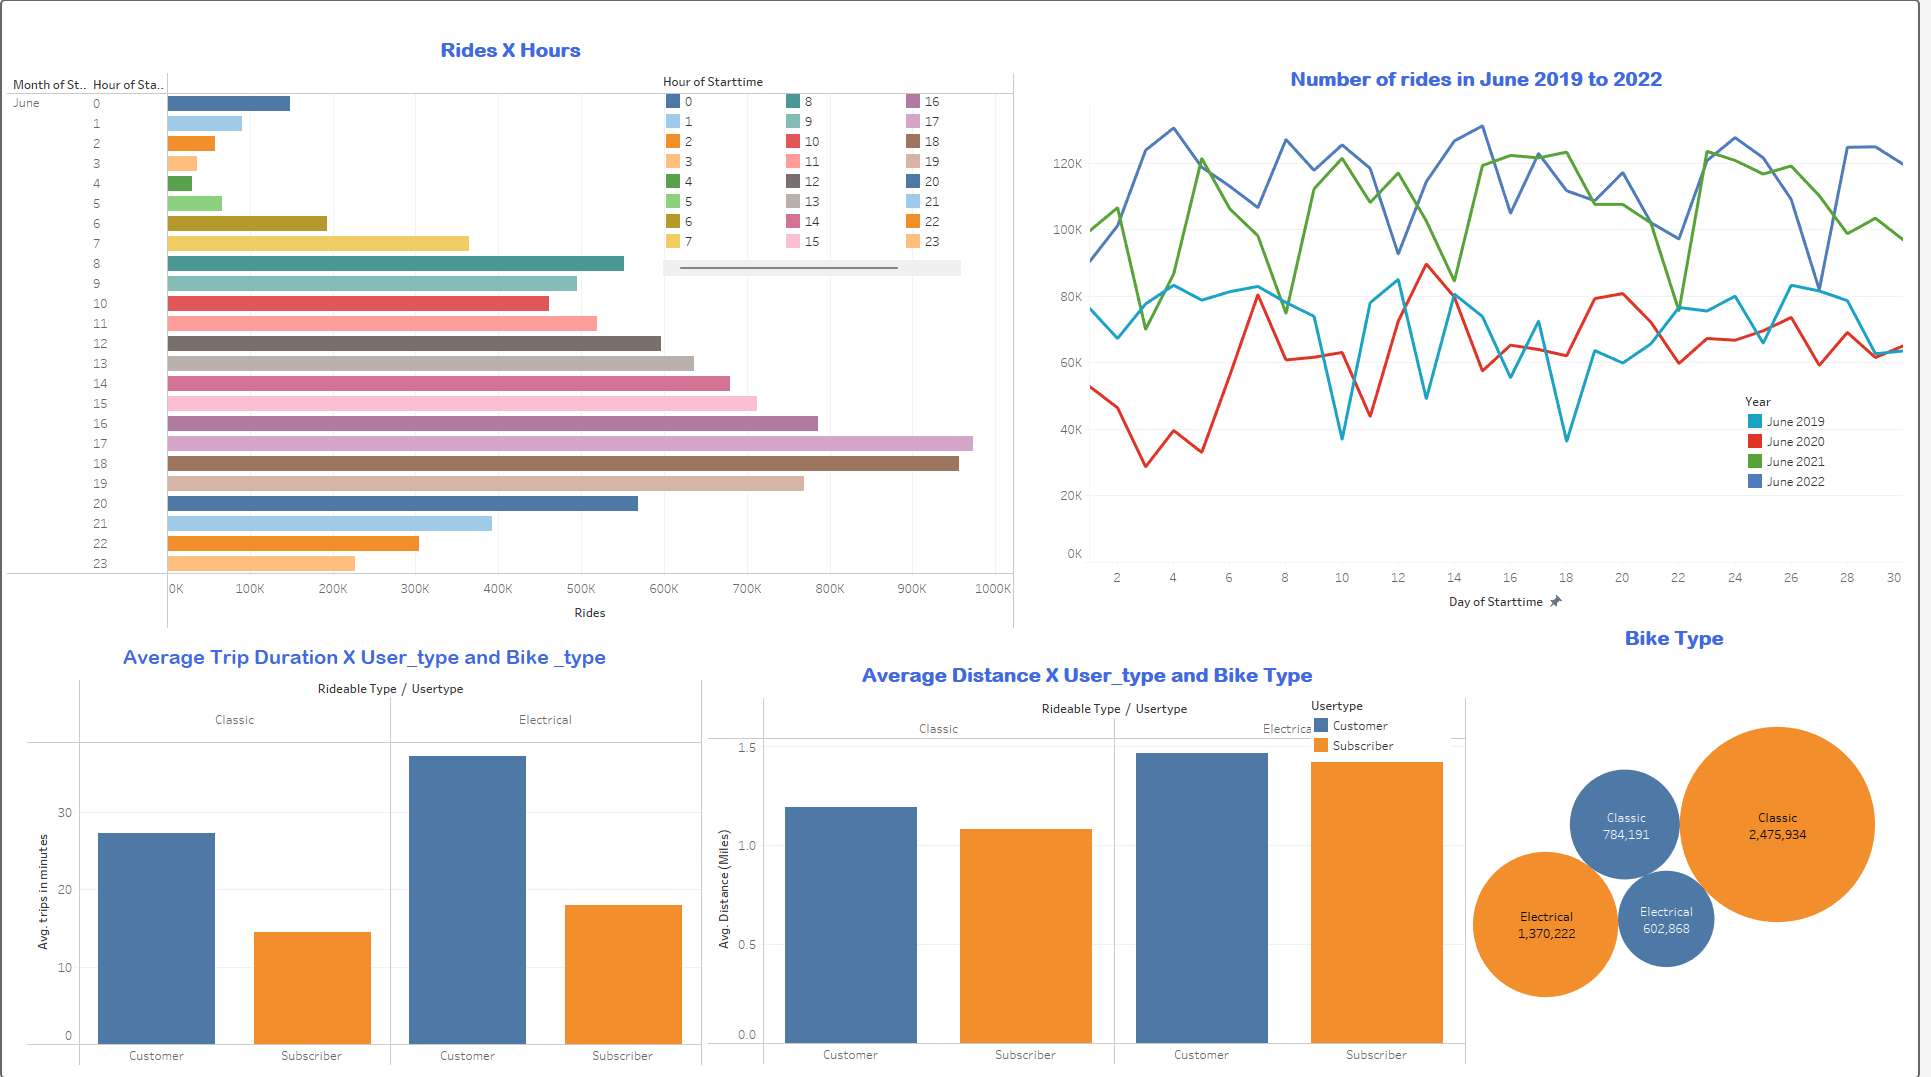 Rides X Hours
Month of St..  Hour of Sta..
June
0
1
2
3
4
5
6
7
8
9
10
11
12
13
14
15
16
17
18
19
20
21
22
23
0K 100K 200K 300K 400K 500K 600K 700K 800K 900K 1000K
Rides
Hour of Starttime
0 8 16
1 9 17
2 10 18
3 11 19
4 12 20
5 13 21
6 14 22
7 15 23
Number of rides in June 2019 to 2022
120K
100K
80K
60K
40K
20K
0K
2 4 6 8 10 12 14 16 18 20 22 24 26 28 30
Day of Starttime
Year
June 2019
June 2020
June 2021
June 2022
Average Trip Duration X User_type and Bike _type
Rideable Type / Usertype
Classic Electrical
Avg. trips in minutes
30
20
10
0
Customer Subscriber Customer Subscriber
Average Distance X User_type and Bike Type
Rideable Type / Usertype
Classic Electrica
Avg. Distance (Miles)
1.5
1.0
0.5
0.0
Customer Subscriber Customer Subscriber
Usertype
Customer
Subscriber
Bike Type
Classic
784,191
Classic
2,475,934
Electrical
1,370,222
Electrical
602,868